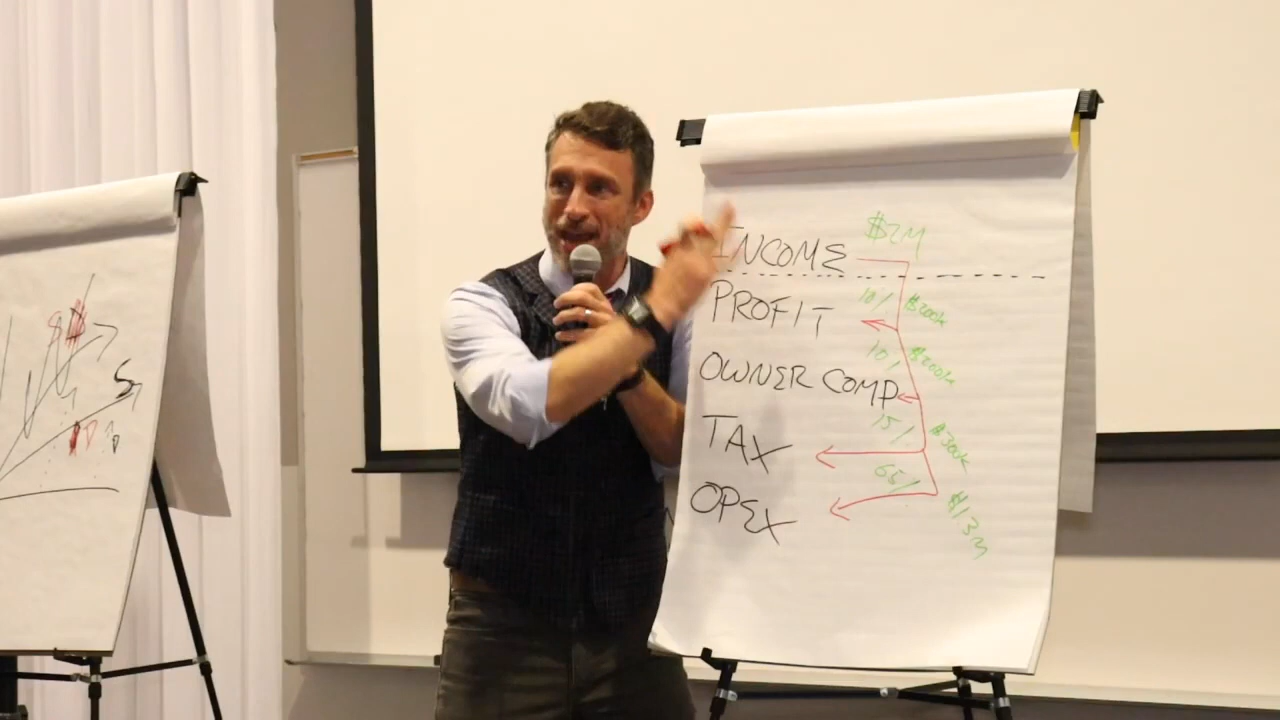 $2M
INCOME
10% $200k
PROFIT
10% $200k
OWNER COMP
15% $300k
TAX
65% $1.3M
OPEX
$
S